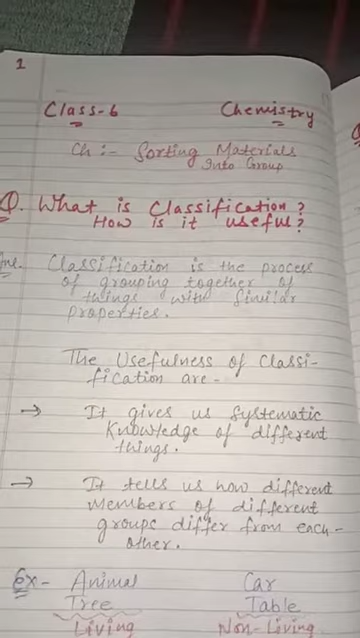 1
Class-6 Chemistry
Ch :- Sorting Materials
Into Group
Q. What is Classification?
How is it useful?
Ans. Classification is the process
of grouping together of
things with Similar
properties.
The Usefulness of Classi-
fication are -
→ It gives us Systematic
Knowledge of different
things.
→ It tells us how different
Members of different
groups differ from each-
other.
Ex- Animal Car
Tree Table
Living Non-Living